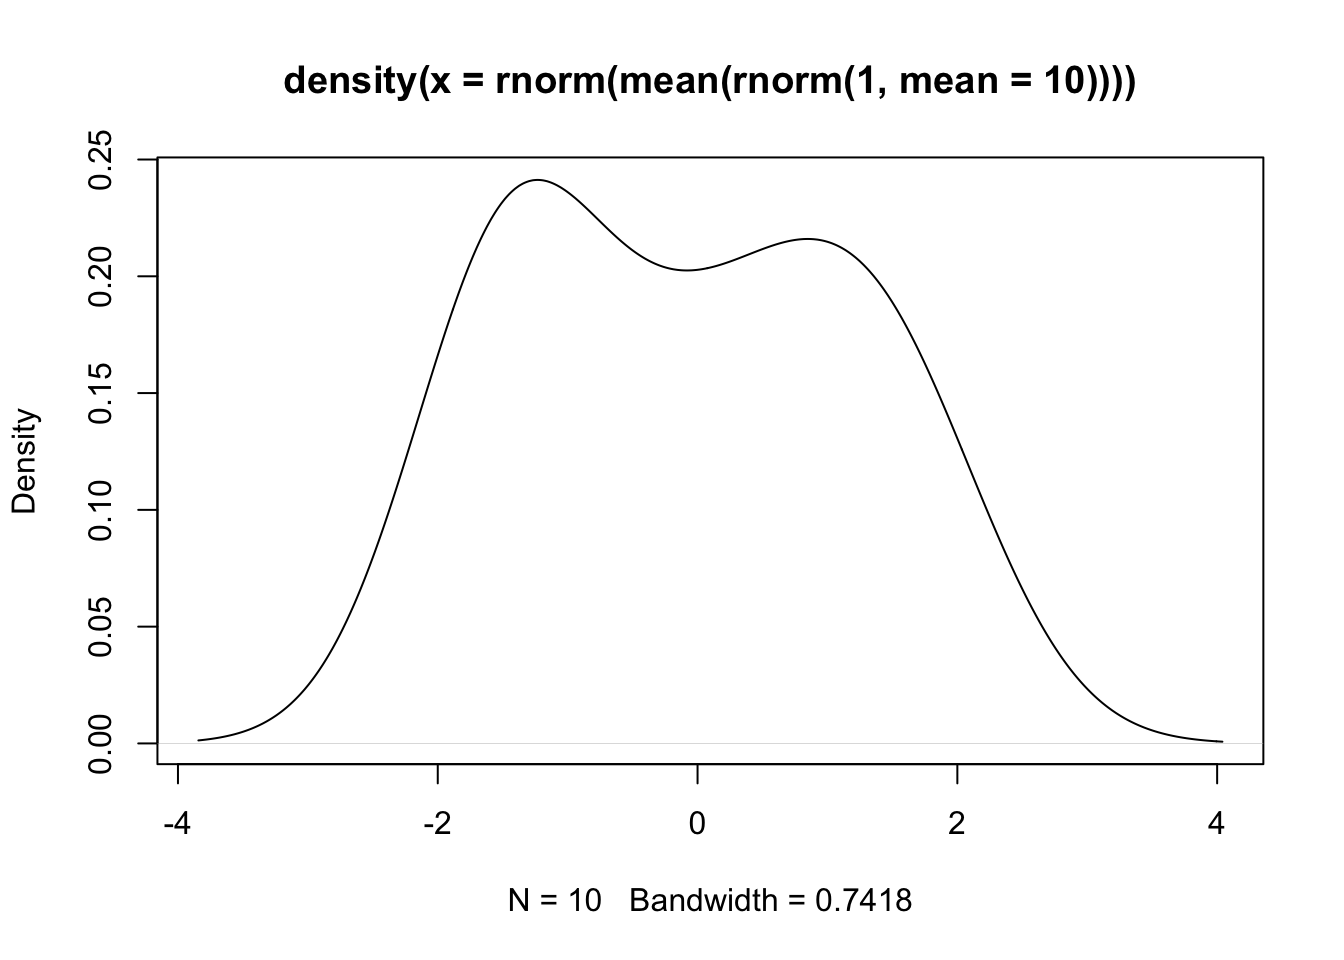 density(x = rnorm(mean(rnorm(1, mean = 10))))
Density
0.25
0.20
0.15
0.10
0.05
0.00
-4 -2 0 2 4
N = 10 Bandwidth = 0.7418